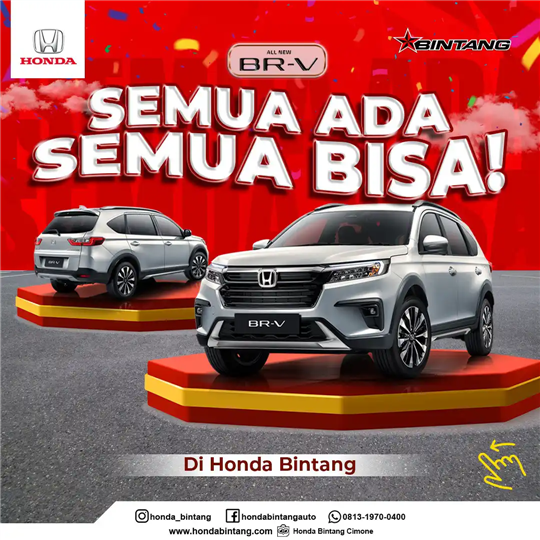 HONDA
BINTANG
ALL NEW
BR-V
SEMUA ADA
SEMUA BISA!
BR-V
BR-V
Di Honda Bintang
honda_bintang hondabintangauto 0813-1970-0400
www.hondabintang.com Honda Bintang Cimone